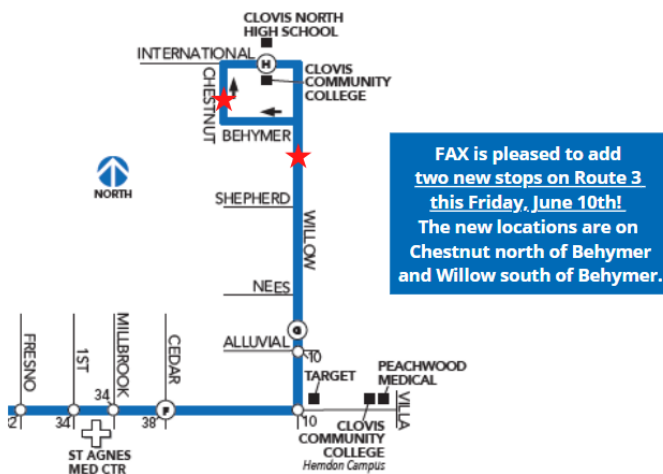 CLOVIS NORTH
HIGH SCHOOL
INTERNATIONAL
H
CHESTNUT
CLOVIS
COMMUNITY
COLLEGE
BEHYMER
NORTH
SHEPHERD
WILLOW
NEES
G
ALLUVIAL
10
FRESNO
1ST
MILLBROOK
CEDAR
TARGET
PEACHWOOD
MEDICAL
VILLA
34
F
34
38
10
CLOVIS
COMMUNITY
COLLEGE
Herndon Campus
ST AGNES
MED CTR
FAX is pleased to add
two new stops on Route 3
this Friday, June 10th!
The new locations are on
Chestnut north of Behymer
and Willow south of Behymer.